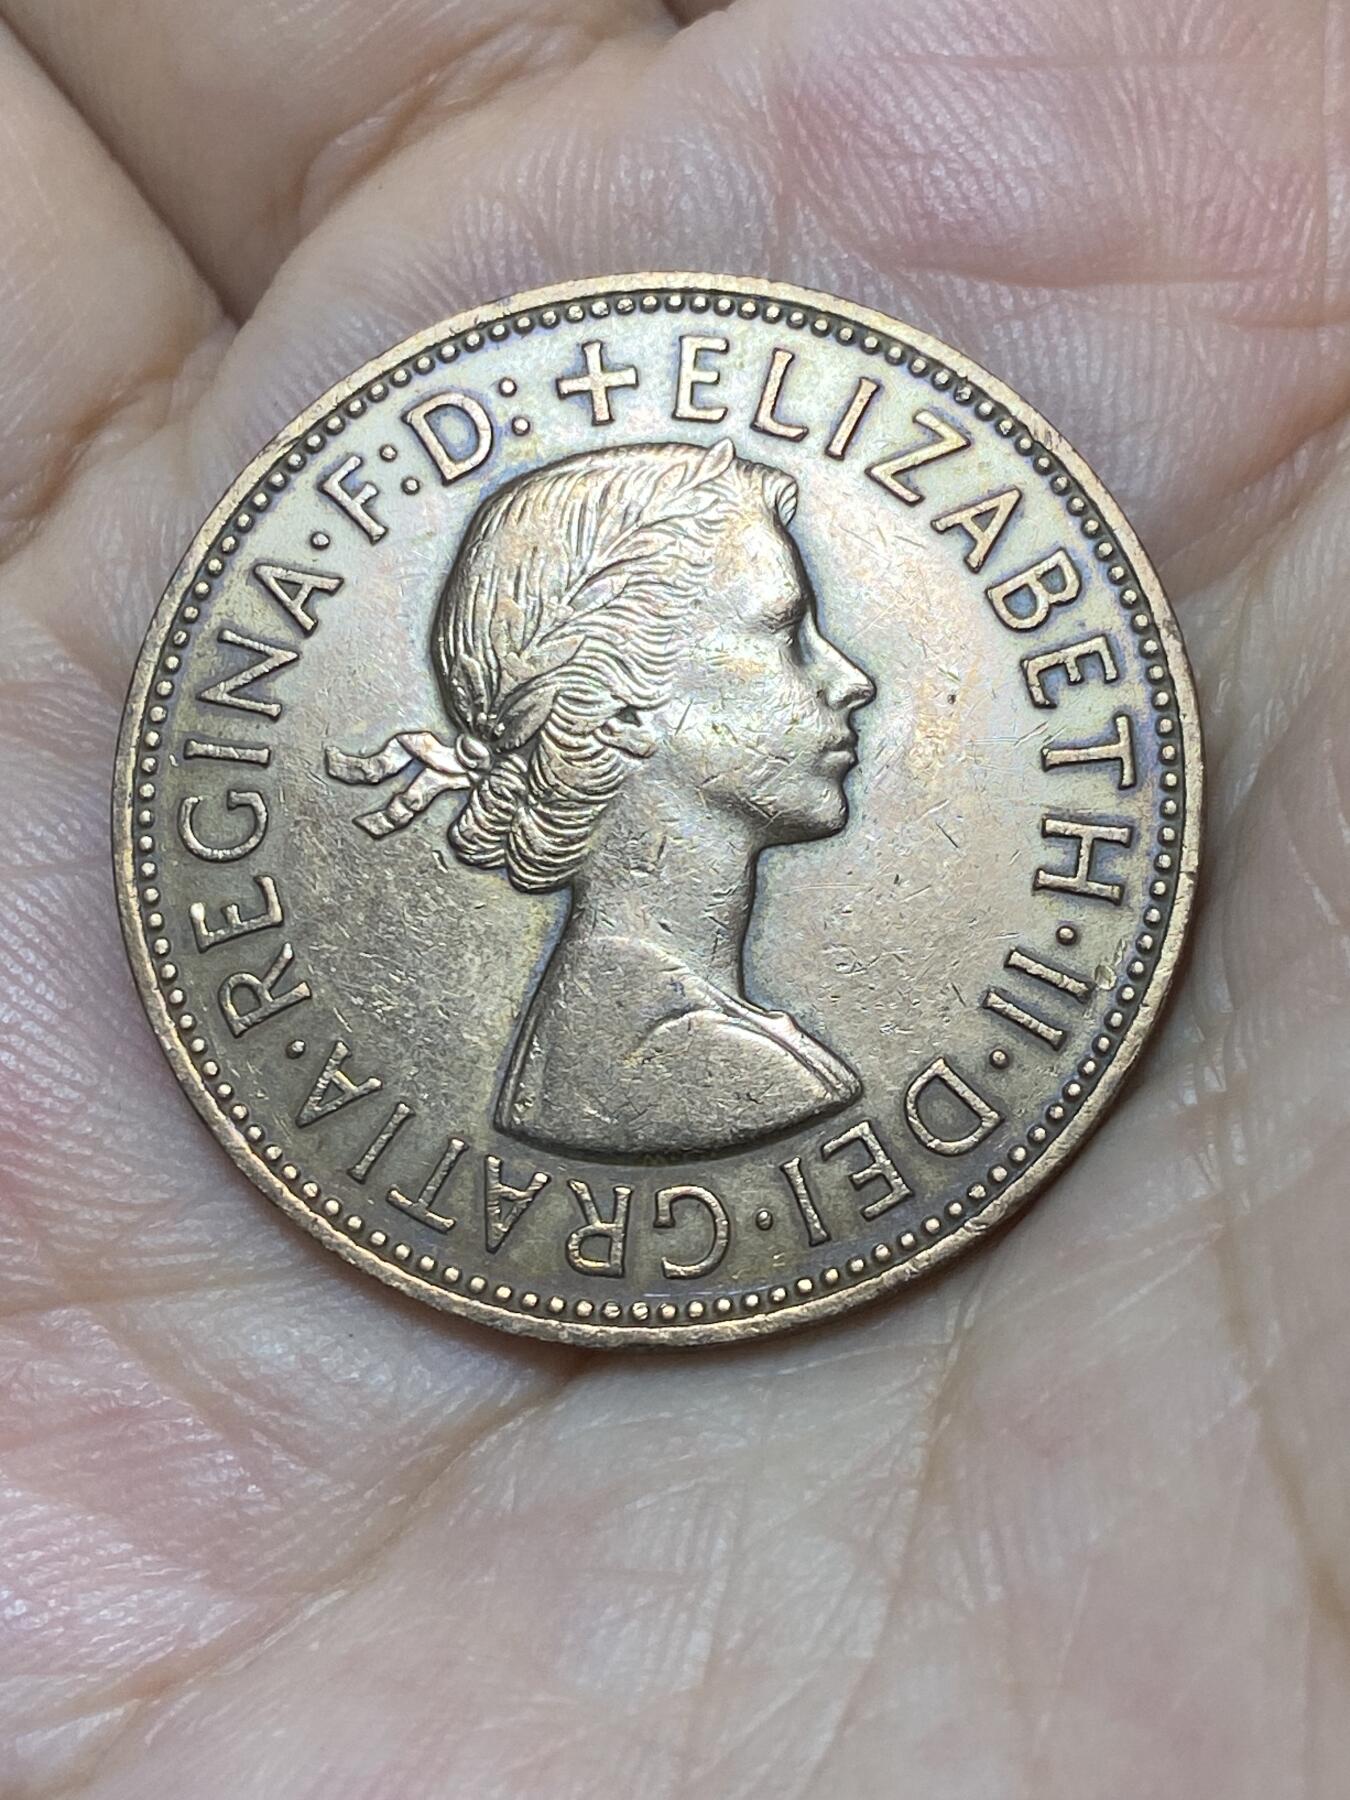 + ELIZABETH · II · DEI · GRATIA · REGINA · F: D: